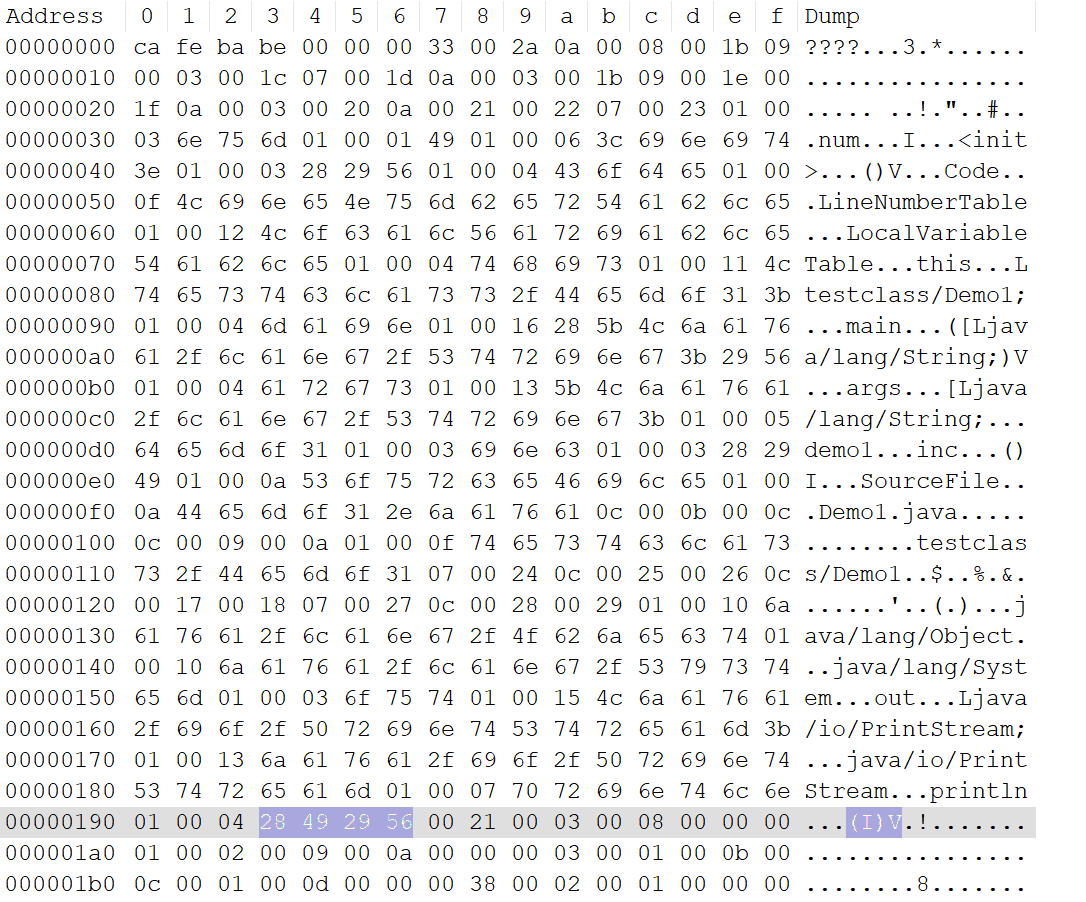 Address 0 1 2 3 4 5 6 7 8 9 a b c d e f Dump
00000000 ca fe ba be 00 00 00 33 00 2a 0a 00 08 00 1b 09 ????...3.*......
00000010 00 03 00 1c 07 00 1d 0a 00 03 00 1b 09 00 1e 00 ................
00000020 1f 0a 00 03 00 20 0a 00 21 00 22 07 00 23 01 00 ..... ..!."..#..
00000030 03 6e 75 6d 01 00 01 49 01 00 06 3c 69 6e 69 74 .num...I...<init
00000040 3e 01 00 03 28 29 56 01 00 04 43 6f 64 65 01 00 >...()V...Code..
00000050 0f 4c 69 6e 65 4e 75 6d 62 65 72 54 61 62 6c 65 .LineNumberTable
00000060 01 00 12 4c 6f 63 61 6c 56 61 72 69 61 62 6c 65 ...LocalVariable
00000070 54 61 62 6c 65 01 00 04 74 68 69 73 01 00 11 4c Table...this...L
00000080 74 65 73 74 63 6c 61 73 73 2f 44 65 6d 6f 31 3b testclass/Demo1;
00000090 01 00 04 6d 61 69 6e 01 00 16 28 5b 4c 6a 61 76 ...main...([Ljav
000000a0 61 2f 6c 61 6e 67 2f 53 74 72 69 6e 67 3b 29 56 a/lang/String;)V
000000b0 01 00 04 61 72 67 73 01 00 13 5b 4c 6a 61 76 61 ...args...[Ljava
000000c0 2f 6c 61 6e 67 2f 53 74 72 69 6e 67 3b 01 00 05 /lang/String;...
000000d0 64 65 6d 6f 31 01 00 03 69 6e 63 01 00 03 28 29 demo1...inc...()
000000e0 49 01 00 0a 53 6f 75 72 63 65 46 69 6c 65 01 00 I...SourceFile..
000000f0 0a 44 65 6d 6f 31 2e 6a 61 76 61 0c 00 0b 00 0c .Demo1.java.....
00000100 0c 00 09 00 0a 01 00 0f 74 65 73 74 63 6c 61 73 ........testclas
00000110 73 2f 44 65 6d 6f 31 07 00 24 0c 00 25 00 26 0c s/Demo1..$..%.&.
00000120 00 17 00 18 07 00 27 0c 00 28 00 29 01 00 10 6a ......'..(.)...j
00000130 61 76 61 2f 6c 61 6e 67 2f 4f 62 6a 65 63 74 01 ava/lang/Object.
00000140 00 10 6a 61 76 61 2f 6c 61 6e 67 2f 53 79 73 74 ..java/lang/Syst
00000150 65 6d 01 00 03 6f 75 74 01 00 15 4c 6a 61 76 61 em...out...Ljava
00000160 2f 69 6f 2f 50 72 69 6e 74 53 74 72 65 61 6d 3b /io/PrintStream;
00000170 01 00 13 6a 61 76 61 2f 69 6f 2f 50 72 69 6e 74 ...java/io/Print
00000180 53 74 72 65 61 6d 01 00 07 70 72 69 6e 74 6c 6e Stream...println
00000190 01 00 04 28 49 29 56 00 21 00 03 00 08 00 00 00 ...(I)V.!.......
000001a0 01 00 02 00 09 00 0a 00 00 00 03 00 01 00 0b 00 ................
000001b0 0c 00 01 00 0d 00 00 00 38 00 02 00 01 00 00 00 ........8.......